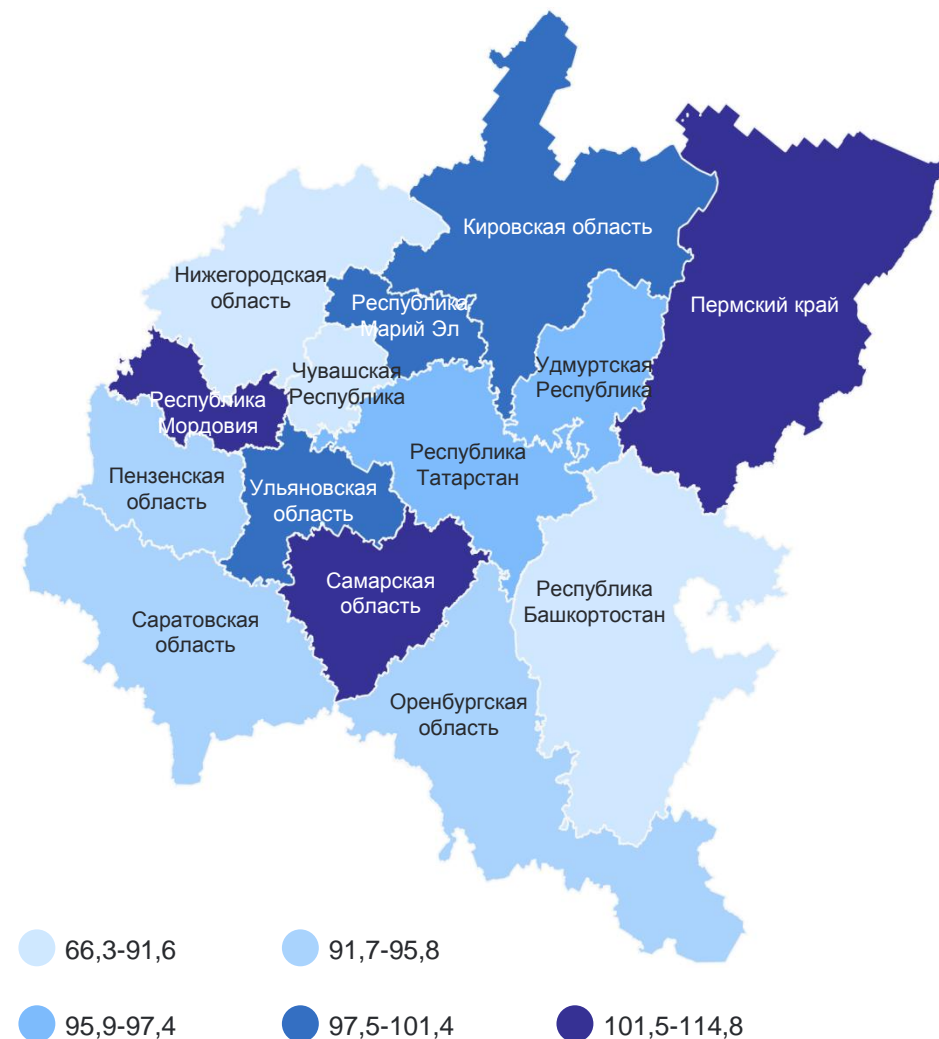 Кировская область
Нижегородская
область
Республика
Марий Эл
Пермский край
Чувашская
Республика
Удмуртская
Республика
Республика
Мордовия
Республика
Татарстан
Пензенская
область
Ульяновская
область
Самарская
область
Республика
Башкортостан
Саратовская
область
Оренбургская
область
66,3-91,6
91,7-95,8
95,9-97,4
97,5-101,4
101,5-114,8